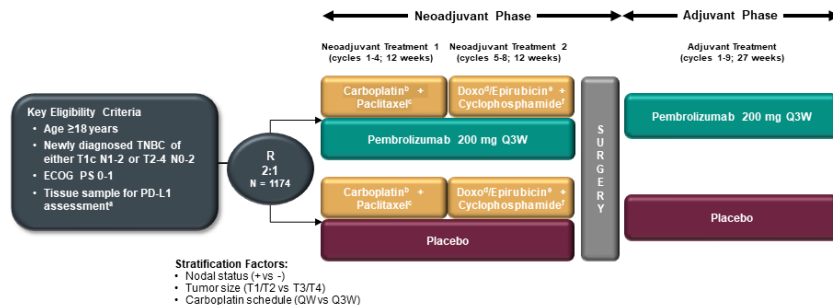 Neoadjuvant Phase
Adjuvant Phase
Neoadjuvant Treatment 1
(cycles 1-4; 12 weeks)
Neoadjuvant Treatment 2
(cycles 5-8; 12 weeks)
Adjuvant Treatment
(cycles 1-9; 27 weeks)
Key Eligibility Criteria
• Age ≥18 years
• Newly diagnosed TNBC of
either T1c N1-2 or T2-4 N0-2
• ECOG PS 0-1
• Tissue sample for PD-L1
assessmentᵃ
R
2:1
N = 1174
Carboplatinᵇ +
Paclitaxelᶜ
Doxoᵈ/Epirubicinᵉ +
Cyclophosphamideᶠ
Pembrolizumab 200 mg Q3W
Carboplatinᵇ +
Paclitaxelᶜ
Doxoᵈ/Epirubicinᵉ +
Cyclophosphamideᶠ
Placebo
SURGERY
Pembrolizumab 200 mg Q3W
Placebo
Stratification Factors:
• Nodal status (+ vs -)
• Tumor size (T1/T2 vs T3/T4)
• Carboplatin schedule (QW vs Q3W)